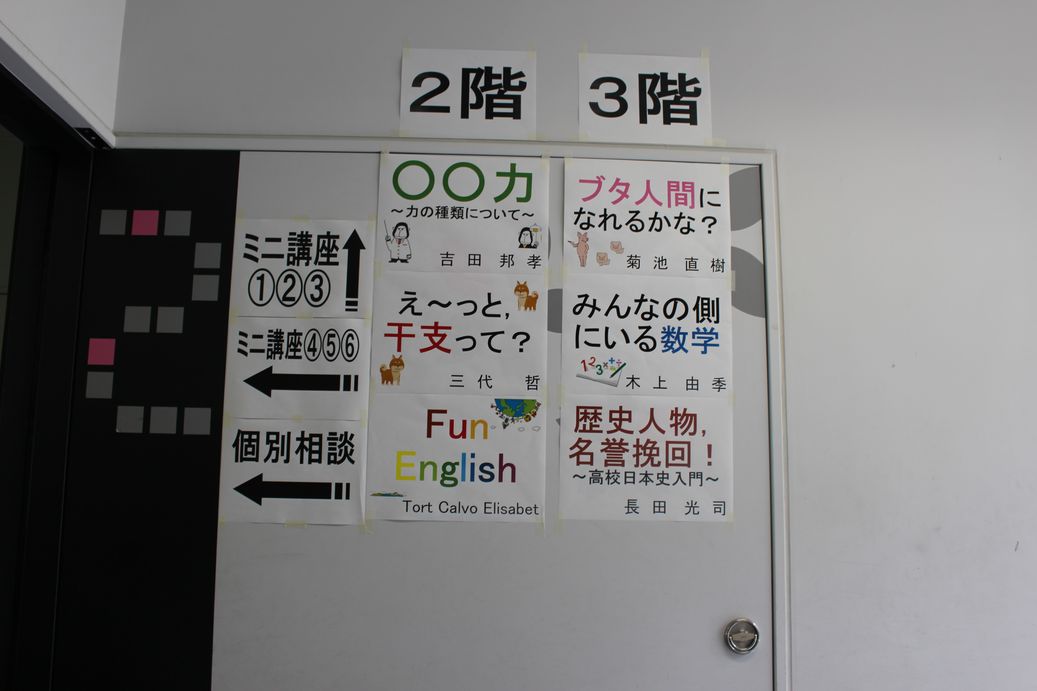 2階
3階
ミニ講座
①②③
ミニ講座④⑤⑥
個別相談
〇〇力
～力の種類について～
吉田邦孝
え～っと,
干支って？
三代 哲
Fun
English
Tort Calvo Elisabet
ブタ人間に
なれるかな？
菊池 直樹
みんなの側
にいる数学
123×+÷
木上 由季
歴史人物,
名誉挽回！
～高校日本史入門～
長田光司